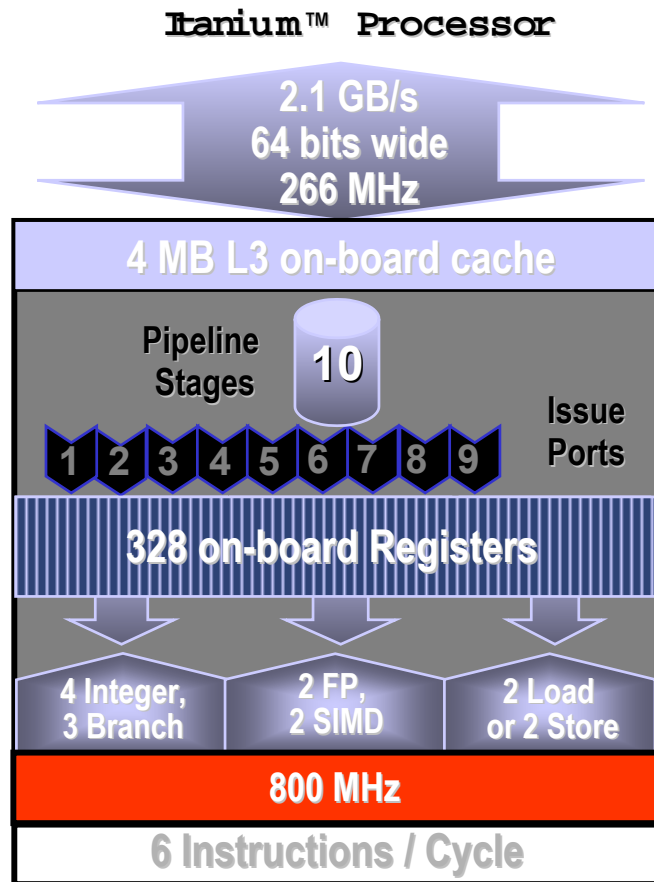 Itanium™ Processor
2.1 GB/s
64 bits wide
266 MHz
4 MB L3 on-board cache
Pipeline
Stages
10
Issue
Ports
1 2 3 4 5 6 7 8 9
328 on-board Registers
4 Integer,
3 Branch
2 FP,
2 SIMD
2 Load
or 2 Store
800 MHz
6 Instructions / Cycle